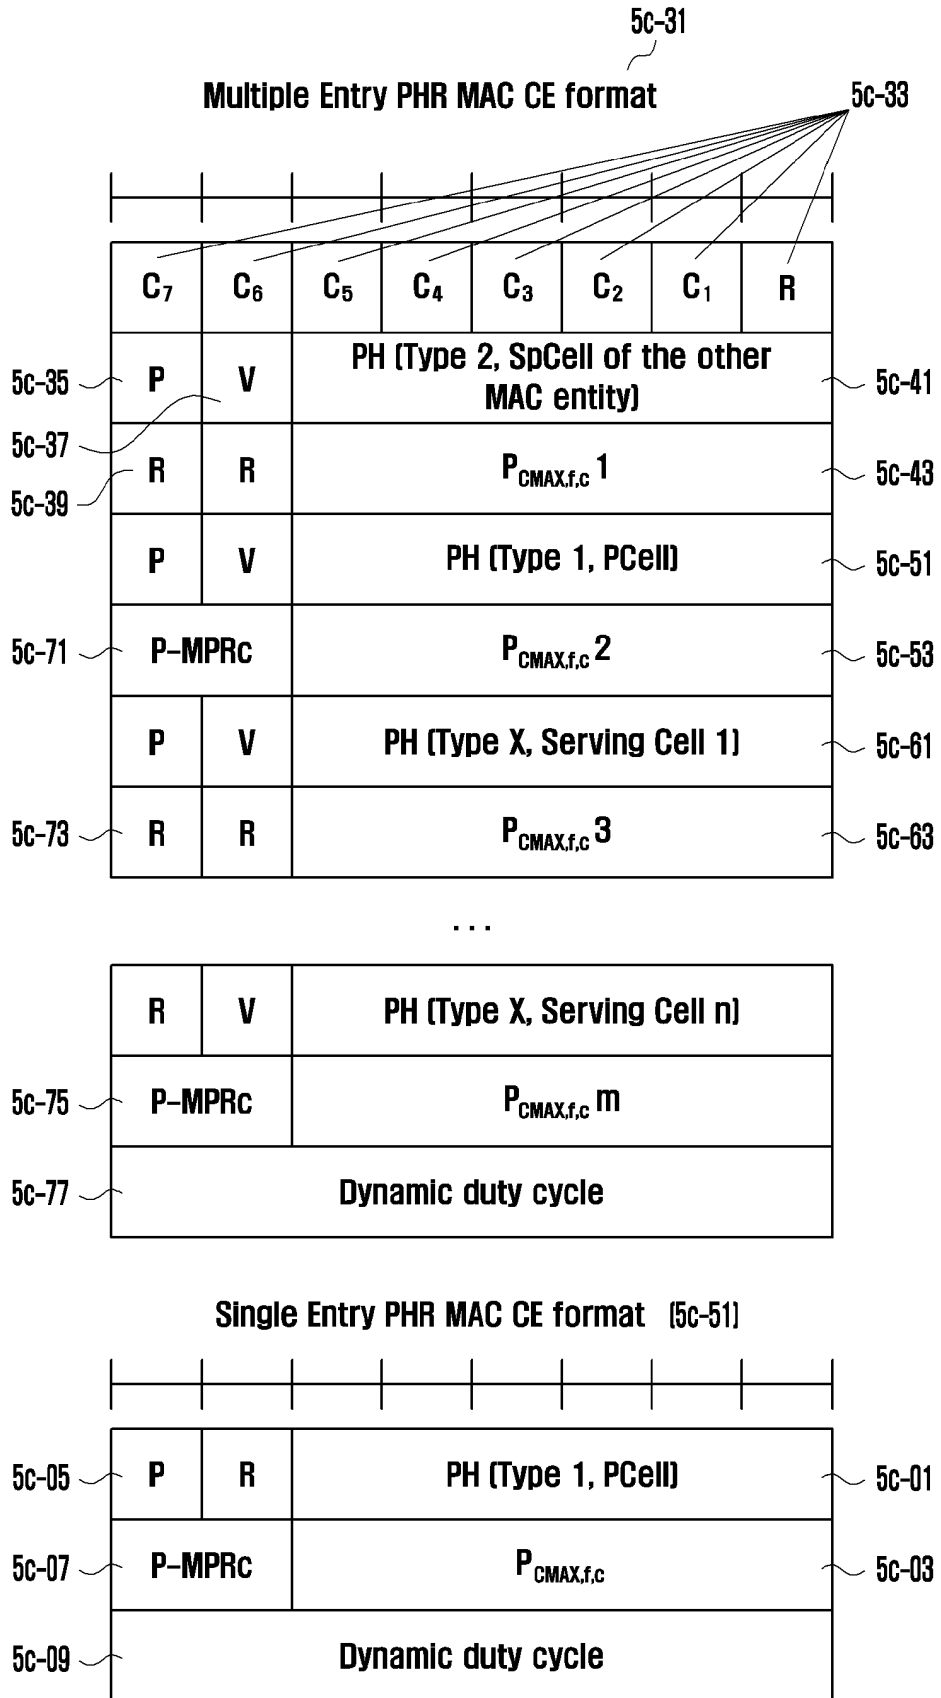 5c-31
Multiple Entry PHR MAC CE format
5c-33
C7 C6 C5 C4 C3 C2 C1 R
5c-35 P V PH (Type 2, SpCell of the other MAC entity) 5c-41
5c-37
R R PCMAX,f,c 1 5c-43
5c-39
P V PH (Type 1, PCell) 5c-51
5c-71 P-MPRc PCMAX,f,c 2 5c-53
P V PH (Type X, Serving Cell 1) 5c-61
5c-73 R R PCMAX,f,c 3 5c-63
...
R V PH (Type X, Serving Cell n)
5c-75 P-MPRc PCMAX,f,c m
5c-77 Dynamic duty cycle
Single Entry PHR MAC CE format (5c-51)
5c-05 P R PH (Type 1, PCell) 5c-01
5c-07 P-MPRc PCMAX,f,c 5c-03
5c-09 Dynamic duty cycle